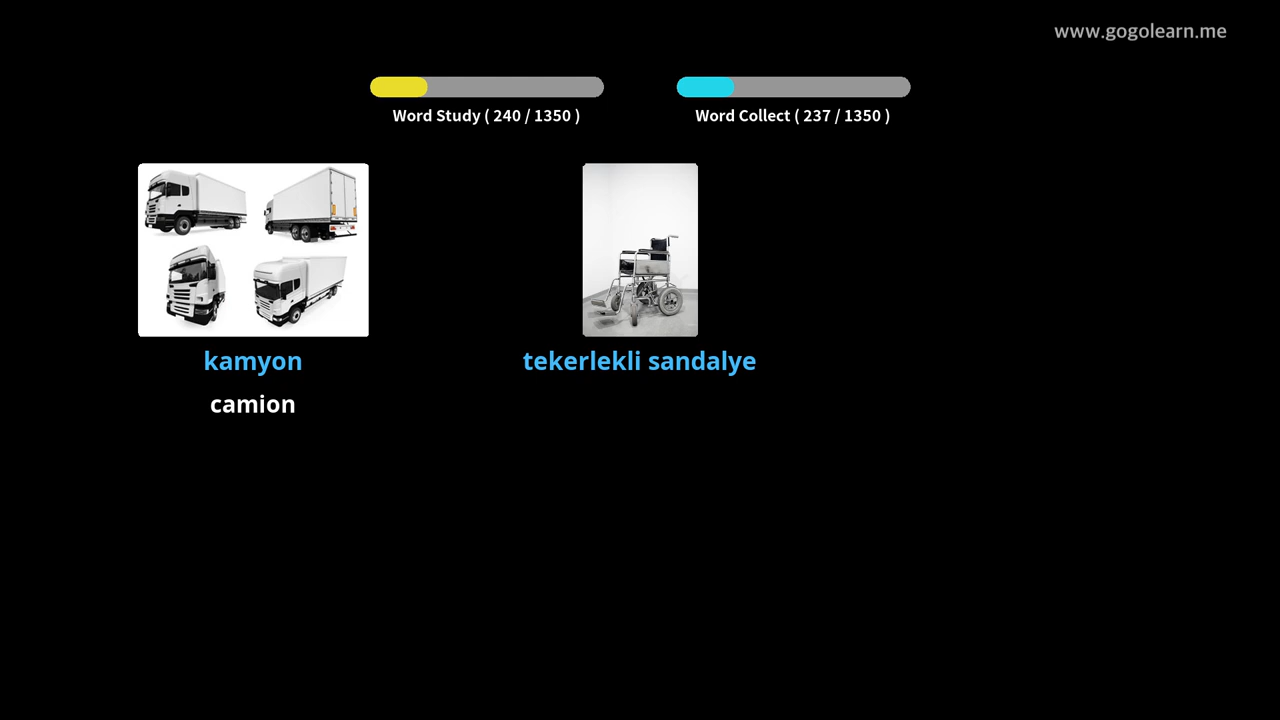 www.gogolearn.me
Word Study ( 240 / 1350 )
Word Collect ( 237 / 1350 )
kamyon
camion
tekerlekli sandalye